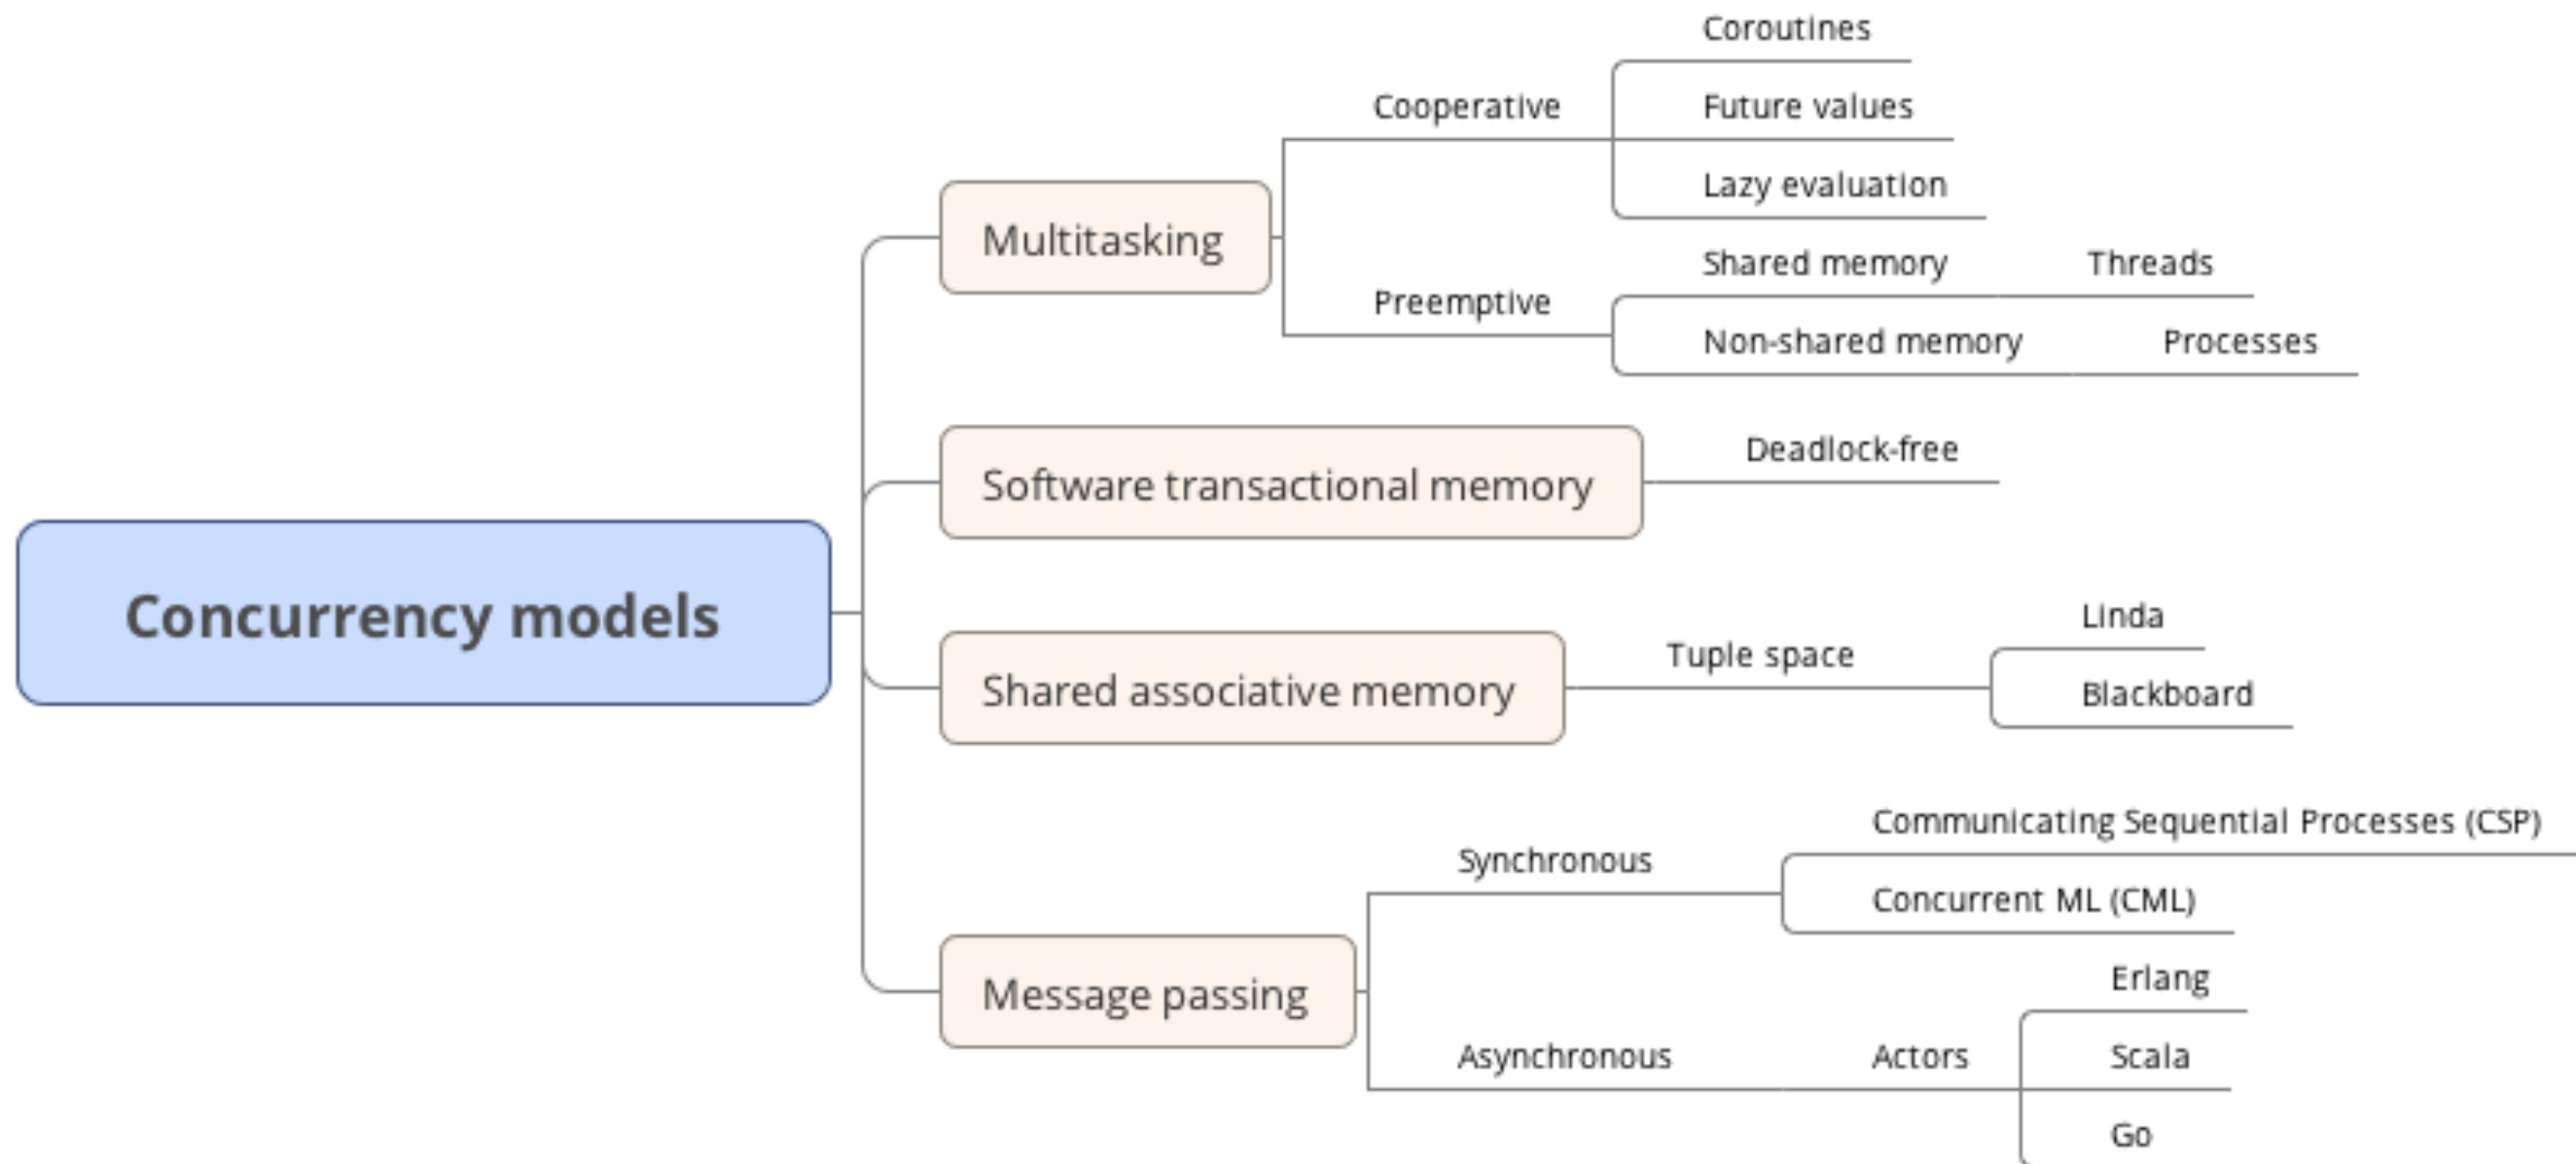 Concurrency models
Multitasking
Cooperative
Coroutines
Future values
Lazy evaluation
Preemptive
Shared memory
Threads
Non-shared memory
Processes
Software transactional memory
Deadlock-free
Shared associative memory
Tuple space
Linda
Blackboard
Message passing
Synchronous
Communicating Sequential Processes (CSP)
Concurrent ML (CML)
Asynchronous
Actors
Erlang
Scala
Go